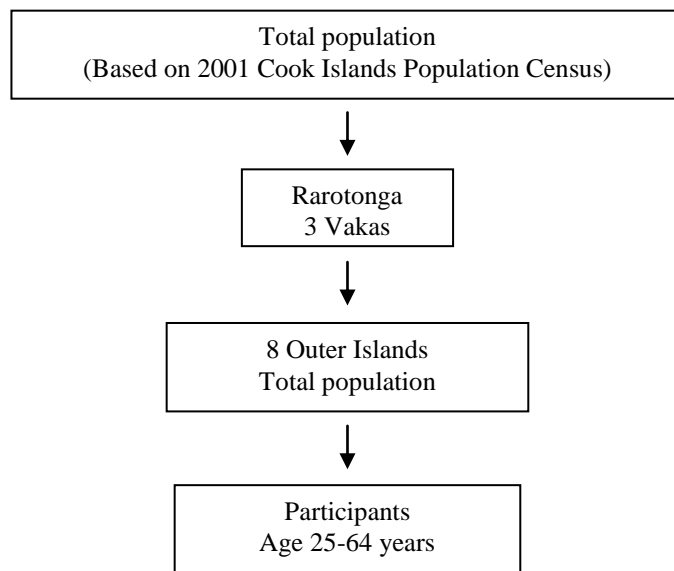 Total population
(Based on 2001 Cook Islands Population Census)
Rarotonga
3 Vakas
8 Outer Islands
Total population
Participants
Age 25-64 years